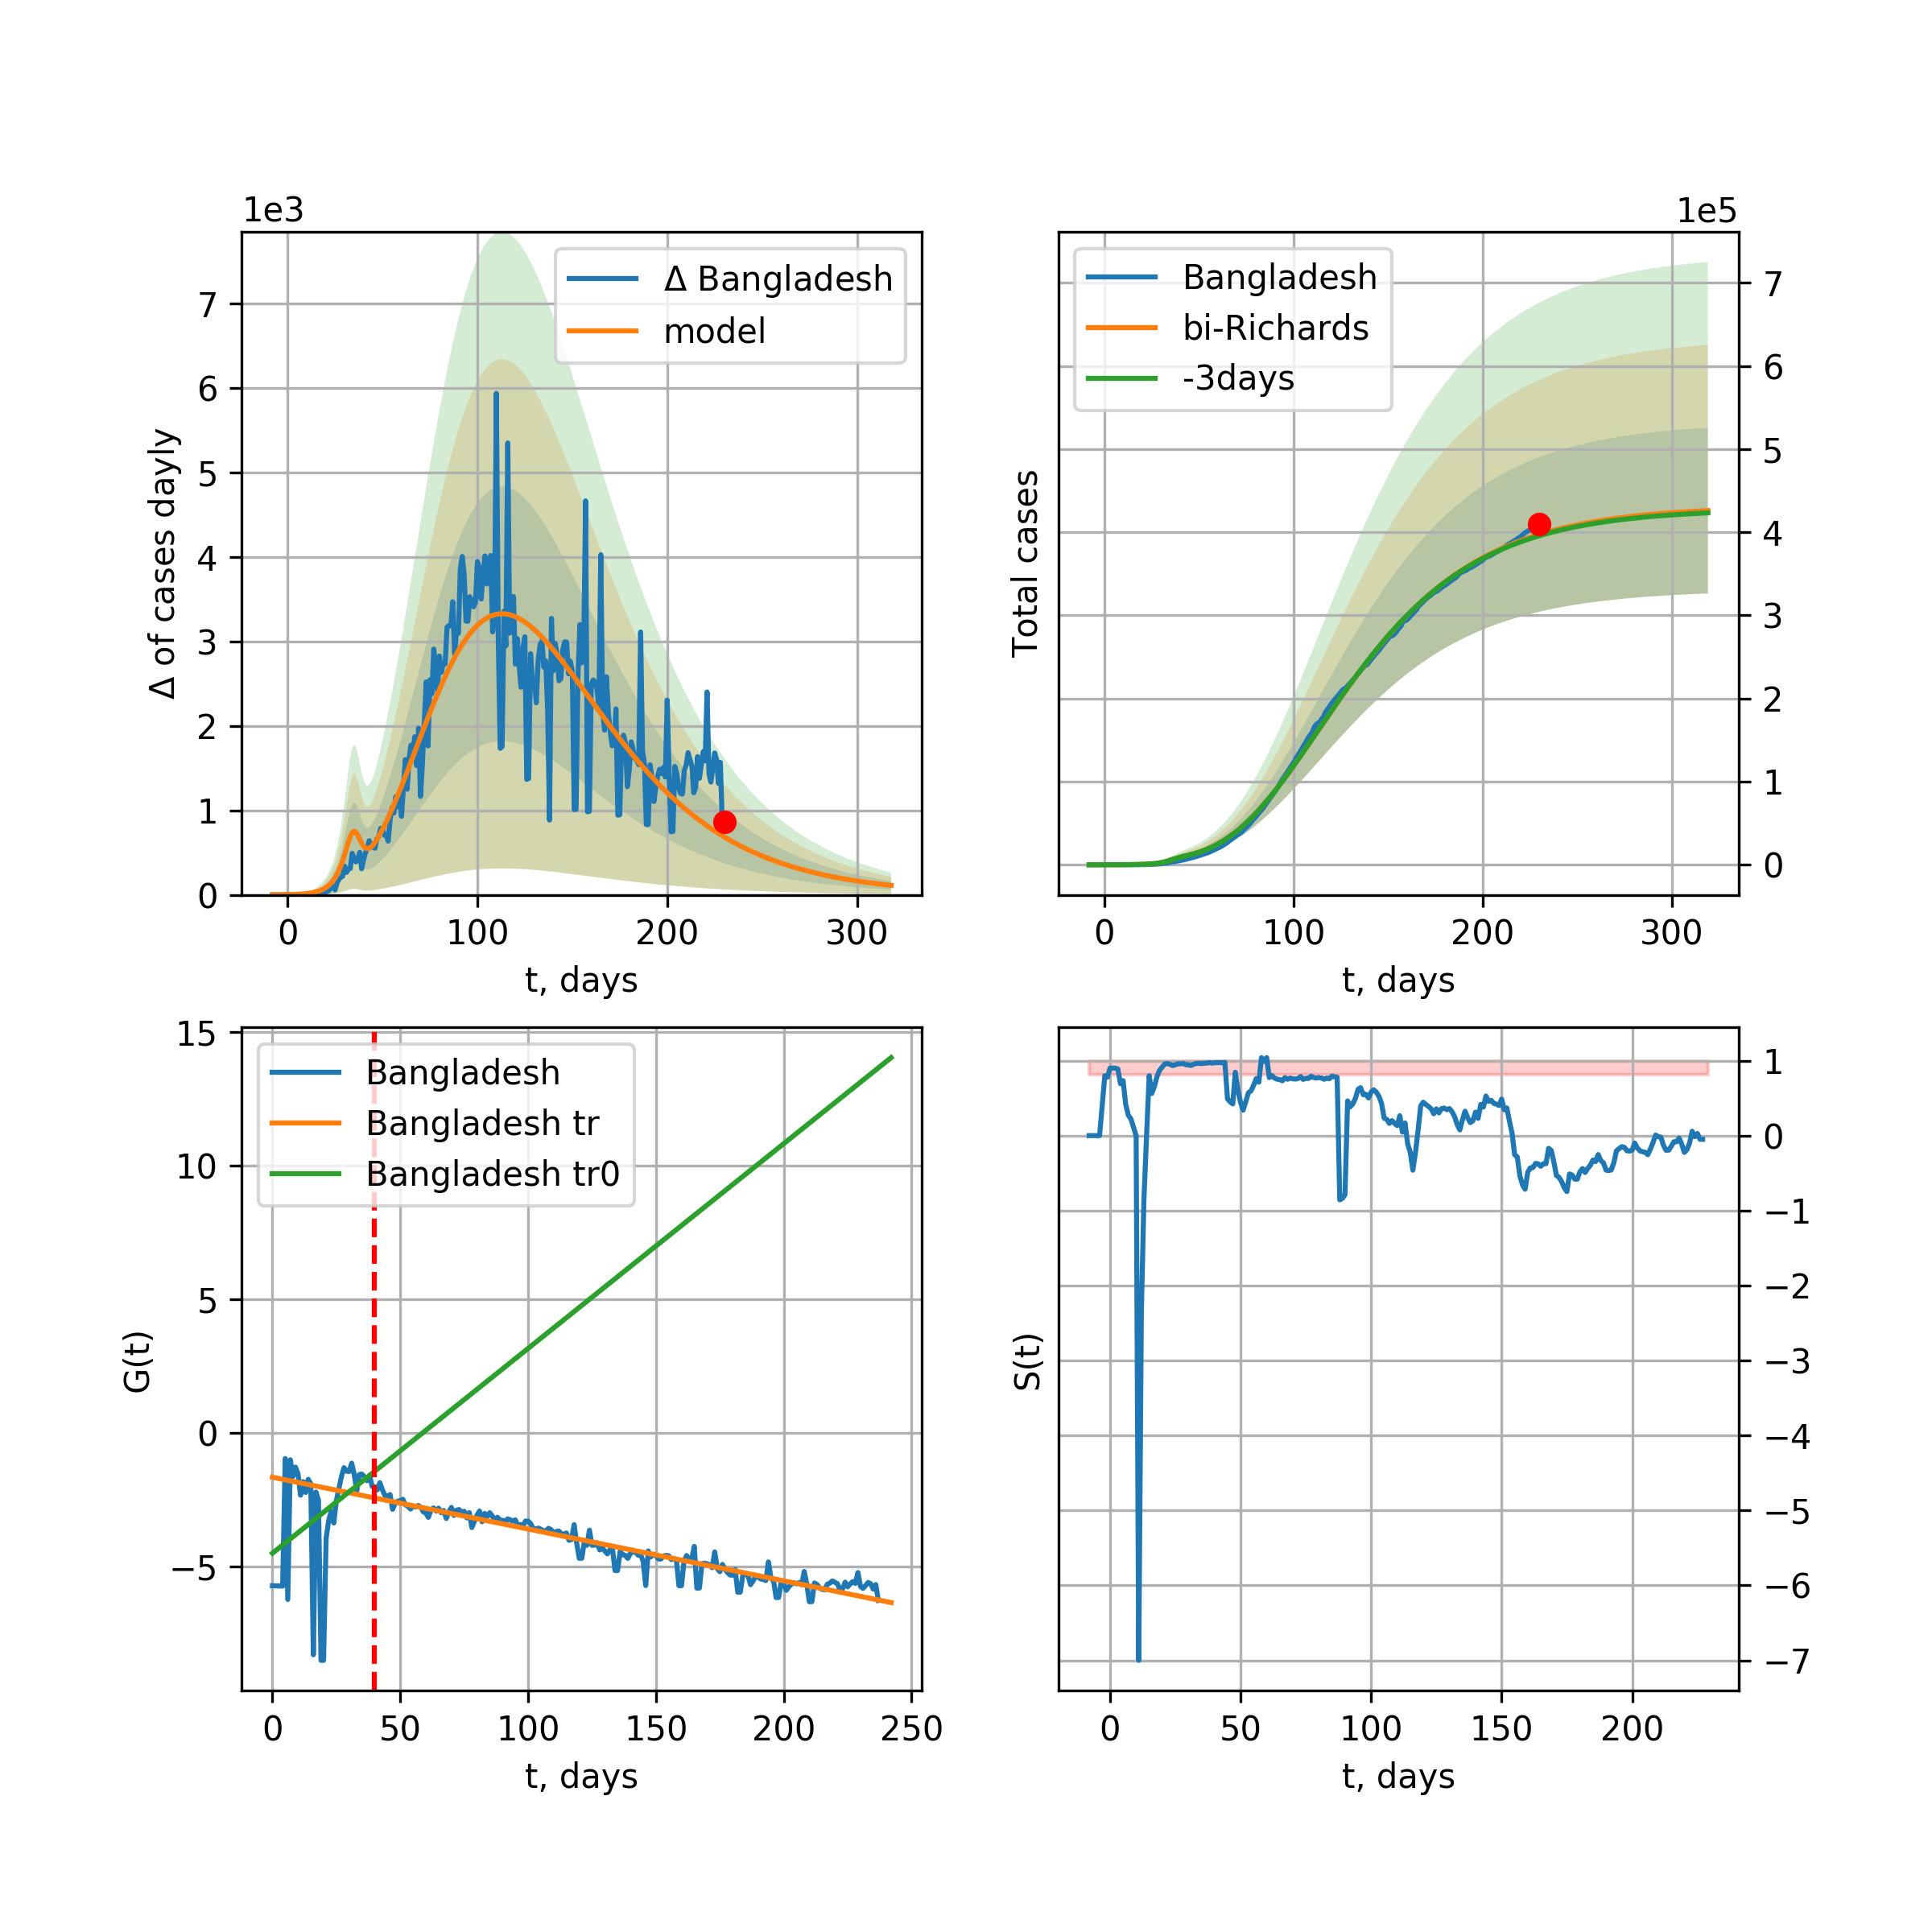 1e3
Δ Bangladesh
model
7
6
5
4
3
2
1
0
Δ of cases dayly
0 100 200 300
t, days
1e5
Bangladesh
bi-Richards
-3days
7
6
5
4
3
2
1
0
Total cases
0 100 200 300
t, days
Bangladesh
Bangladesh tr
Bangladesh tr0
15
10
5
0
−5
G(t)
0 50 100 150 200 250
t, days
1
0
−1
−2
−3
−4
−5
−6
−7
S(t)
0 50 100 150 200
t, days